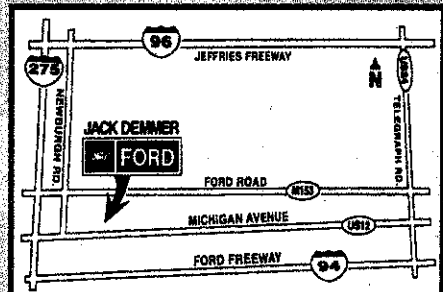 96
JEFFRIES FREEWAY
275
N
US24
NEWBURGH RD.
TELEGRAPH RD.
JACK DEMMER
FORD
FORD ROAD
M153
MICHIGAN AVENUE
US12
FORD FREEWAY
94